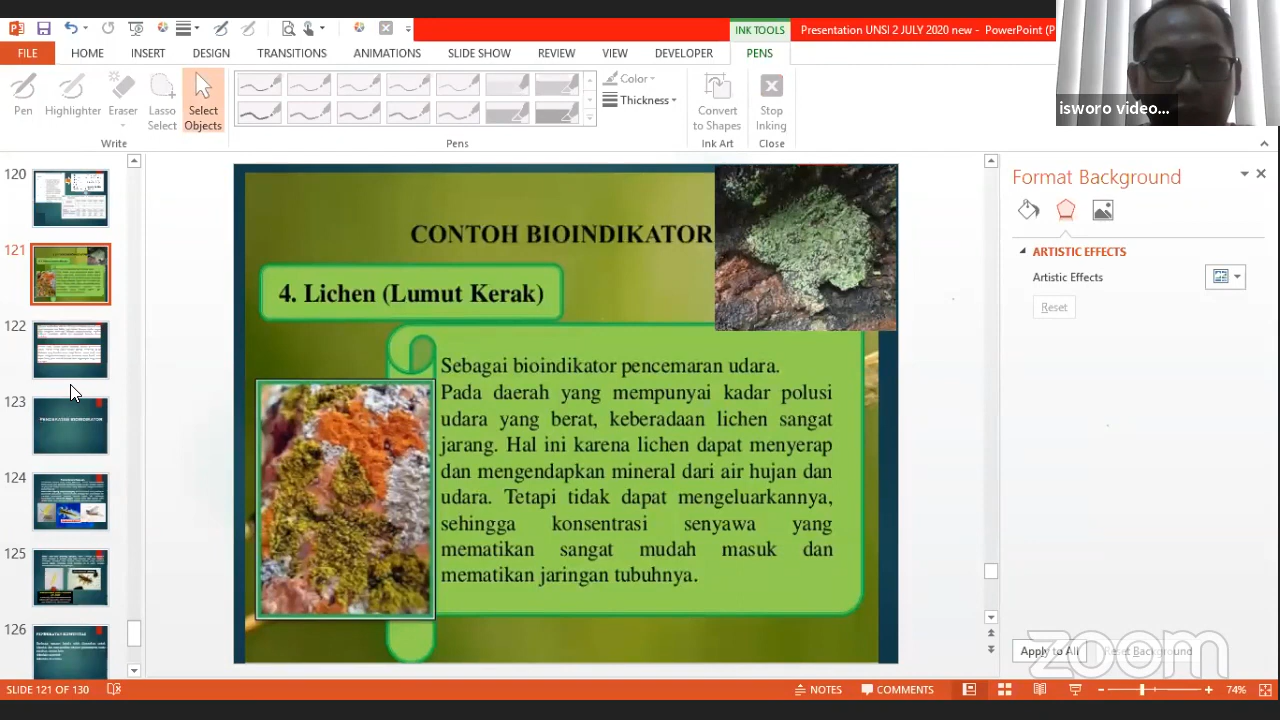 INK TOOLS
Presentation UNSI 2 JULY 2020 new - PowerPoint (P
FILE HOME INSERT DESIGN TRANSITIONS ANIMATIONS SLIDE SHOW REVIEW VIEW DEVELOPER PENS
isworo video...
Pen Highlighter Eraser Lasso Select Select Objects
Color
Thickness
Convert to Shapes
Stop Inking
Write Pens Ink Art Close
120
121
122
123
PANGKATAN BIOINDIKATOR
124
125
126
CONTOH BIOINDIKATOR
4. Lichen (Lumut Kerak)
Sebagai bioindikator pencemaran udara.
Pada daerah yang mempunyai kadar polusi
udara yang berat, keberadaan lichen sangat
jarang. Hal ini karena lichen dapat menyerap
dan mengendapkan mineral dari air hujan dan
udara. Tetapi tidak dapat mengeluarkannya,
sehingga konsentrasi senyawa yang
mematikan sangat mudah masuk dan
mematikan jaringan tubuhnya.
Format Background
ARTISTIC EFFECTS
Artistic Effects
Reset
Apply to All Reset Background
zoom
SLIDE 121 OF 130 NOTES COMMENTS 74%